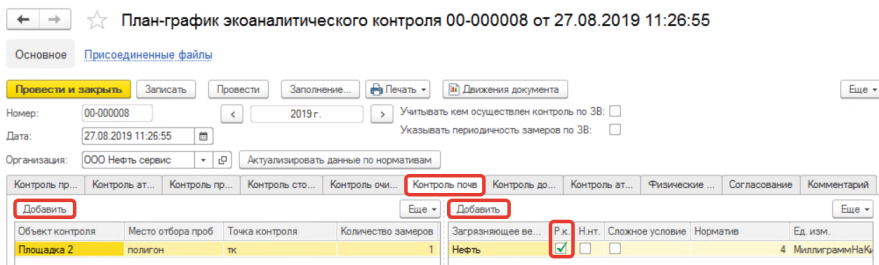 План-график экоаналитического контроля 00-000008 от 27.08.2019 11:26:55
Основное Присоединенные файлы
Провести и закрыть Записать Провести Заполнение... Печать Движения документа Еще
Номер: 00-000008 < 2019 г. > Учитывать кем осуществлен контроль по ЗВ:
Дата: 27.08.2019 11:26:55 Указывать периодичность замеров по ЗВ:
Организация: ООО Нефть сервис Актуализировать данные по нормативам
Контроль пр... Контроль ат... Контроль пр... Контроль сто... Контроль очи... Контроль почв Контроль до... Контроль ат... Физические ... Согласование Комментарий
Добавить Еще Добавить Еще
Объект контроля Место отбора проб Точка контроля Количество замеров Загрязняющее ве... Р.к. Н.нт. Сложное условие Норматив Ед. изм.
Площадка 2 полигон тк 1 Нефть 4 МиллиграммНаКи